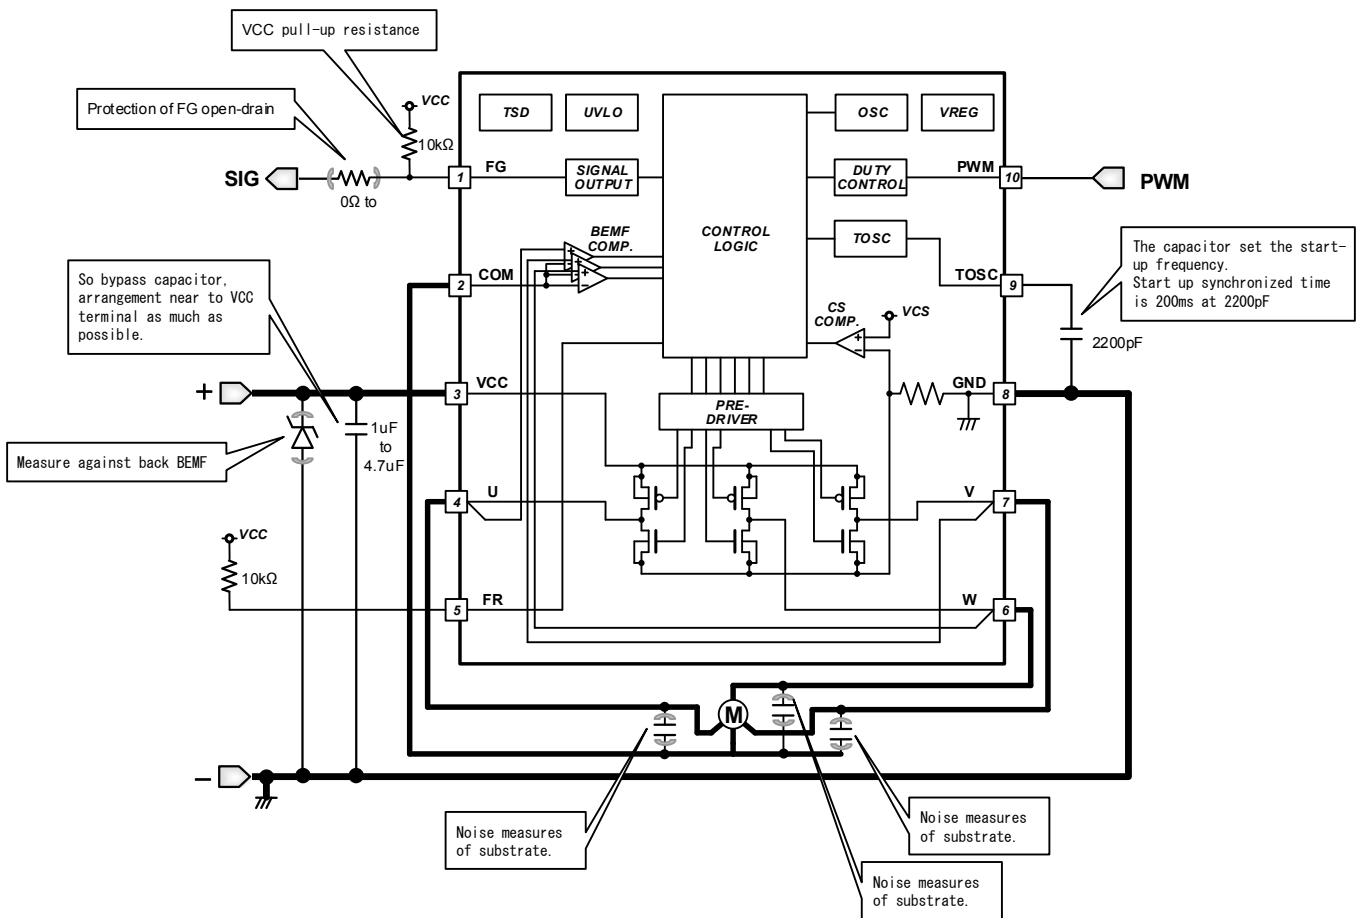 VCC pull-up resistance
Protection of FG open-drain
VCC
10kΩ
TSD
UVLO
OSC
VREG
SIG
0Ω to
1
FG
SIGNAL
OUTPUT
CONTROL
LOGIC
DUTY
CONTROL
PWM
10
PWM
BEMF
COMP.
TOSC
So bypass capacitor,
arrangement near to VCC
terminal as much as
possible.
2
COM
TOSC
9
The capacitor set the start-
up frequency.
Start up synchronized time
is 200ms at 2200pF
CS
COMP.
VCS
2200pF
+
3
VCC
PRE-
DRIVER
GND
8
1uF
to
4.7uF
Measure against back BEMF
4
U
V
7
VCC
10kΩ
5
FR
W
6
M
–
Noise measures
of substrate.
Noise measures
of substrate.
Noise measures
of substrate.